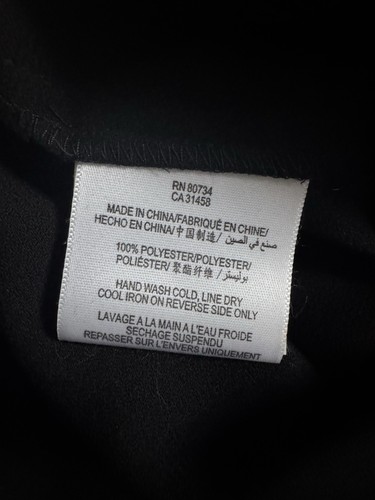 RN 80734
CA 31458
MADE IN CHINA/FABRIQUÉ EN CHINE/
HECHO EN CHINA/中国制造/ صنع في الصين/
100% POLYESTER/POLYESTER/
POLIÉSTER/ 聚酯纤维/ بوليستر/
HAND WASH COLD, LINE DRY
COOL IRON ON REVERSE SIDE ONLY
LAVAGE A LA MAIN A L'EAU FROIDE
SECHAGE SUSPENDU
REPASSER SUR L'ENVERS UNIQUEMENT